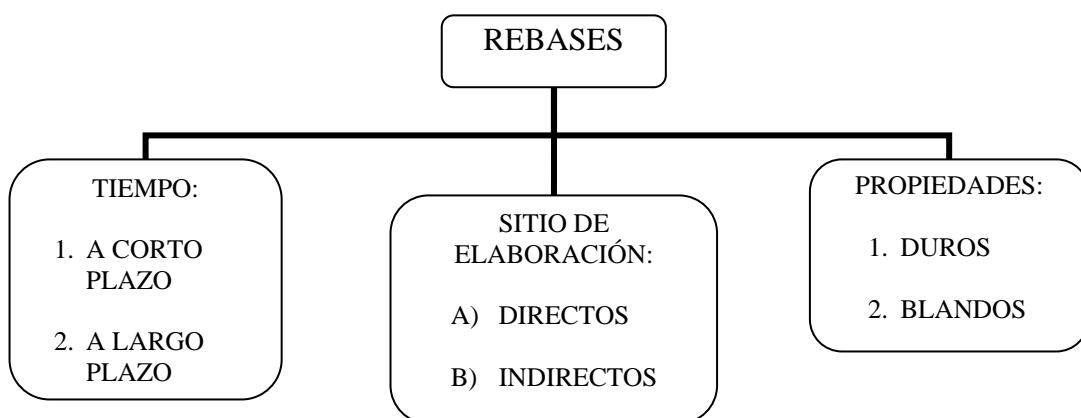 REBASES
TIEMPO:
1. A CORTO
PLAZO
2. A LARGO
PLAZO
SITIO DE
ELABORACIÓN:
A) DIRECTOS
B) INDIRECTOS
PROPIEDADES:
1. DUROS
2. BLANDOS